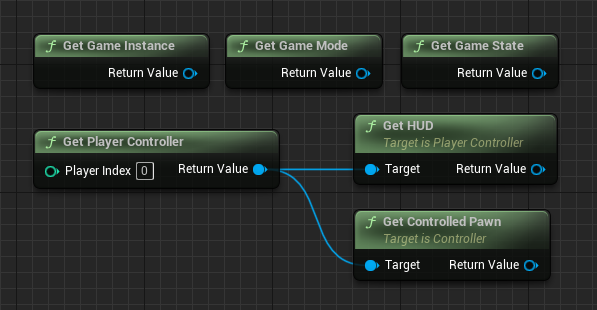 Get Game Instance
Return Value
Get Game Mode
Return Value
Get Game State
Return Value
Get Player Controller
Player Index 0 Return Value
Get HUD
Target is Player Controller
Target Return Value
Get Controlled Pawn
Target is Controller
Target Return Value